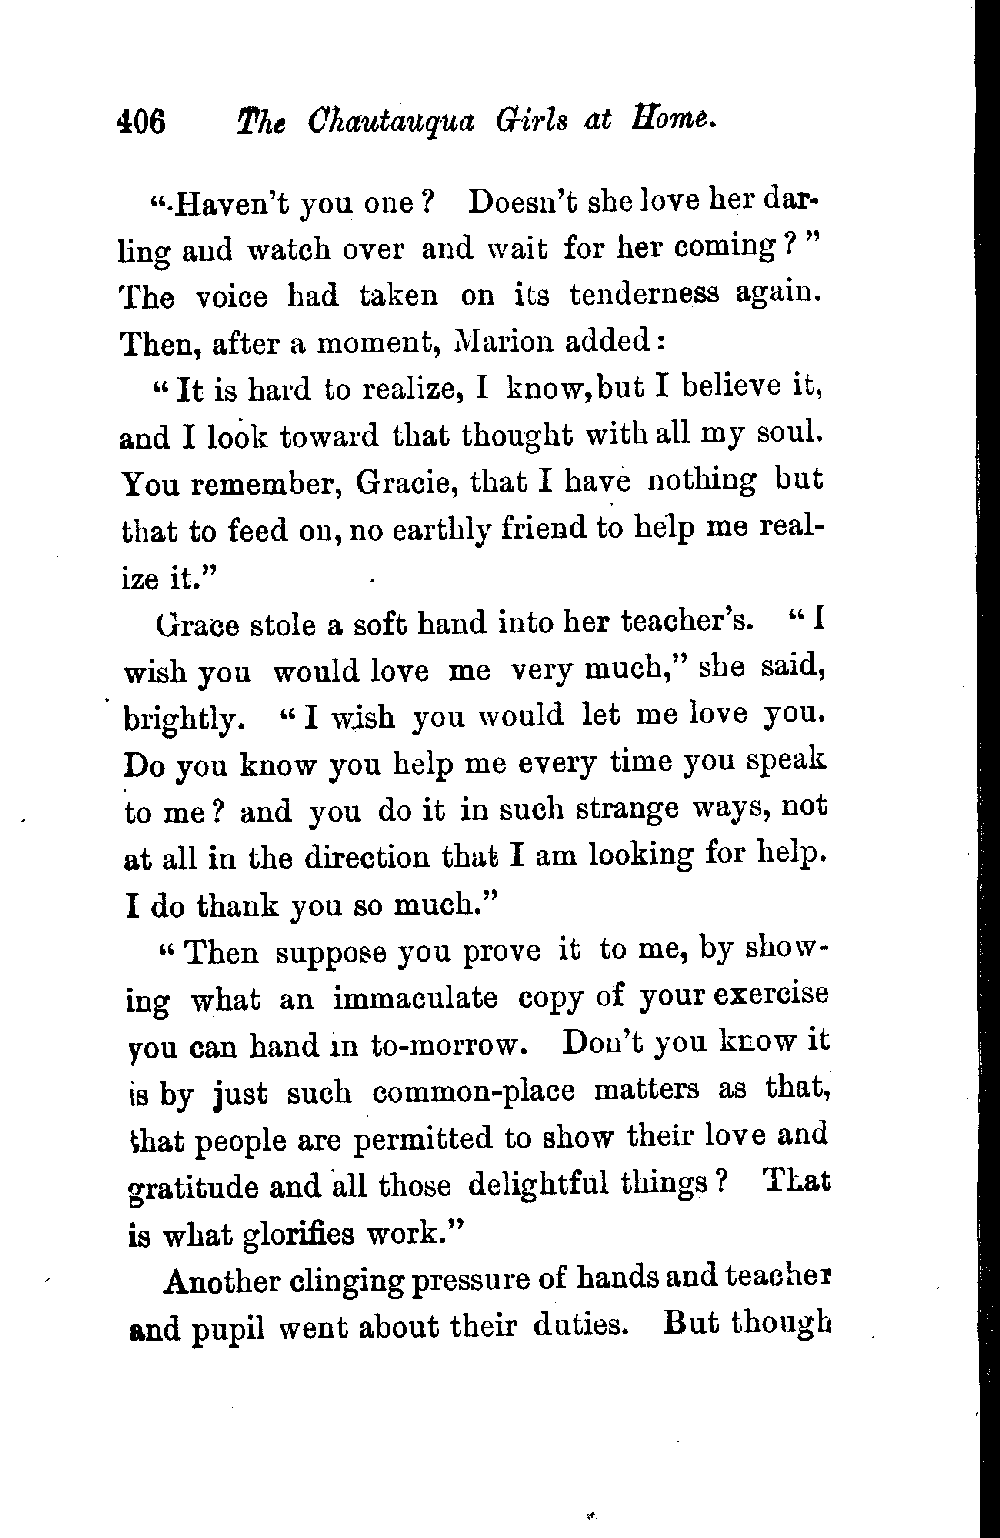 406 The Chautauqua Girls at Home.
“Haven’t you one? Doesn’t she love her dar-
ling and watch over and wait for her coming?”
The voice had taken on its tenderness again.
Then, after a moment, Marion added:
“It is hard to realize, I know, but I believe it,
and I look toward that thought with all my soul.
You remember, Gracie, that I have nothing but
that to feed on, no earthly friend to help me real-
ize it.”
Grace stole a soft hand into her teacher’s. “I
wish you would love me very much,” she said,
brightly. “I wish you would let me love you.
Do you know you help me every time you speak
to me? and you do it in such strange ways, not
at all in the direction that I am looking for help.
I do thank you so much.”
“Then suppose you prove it to me, by show-
ing what an immaculate copy of your exercise
you can hand in to-morrow. Don’t you know it
is by just such common-place matters as that,
that people are permitted to show their love and
gratitude and all those delightful things? That
is what glorifies work.”
Another clinging pressure of hands and teacher
and pupil went about their duties. But though